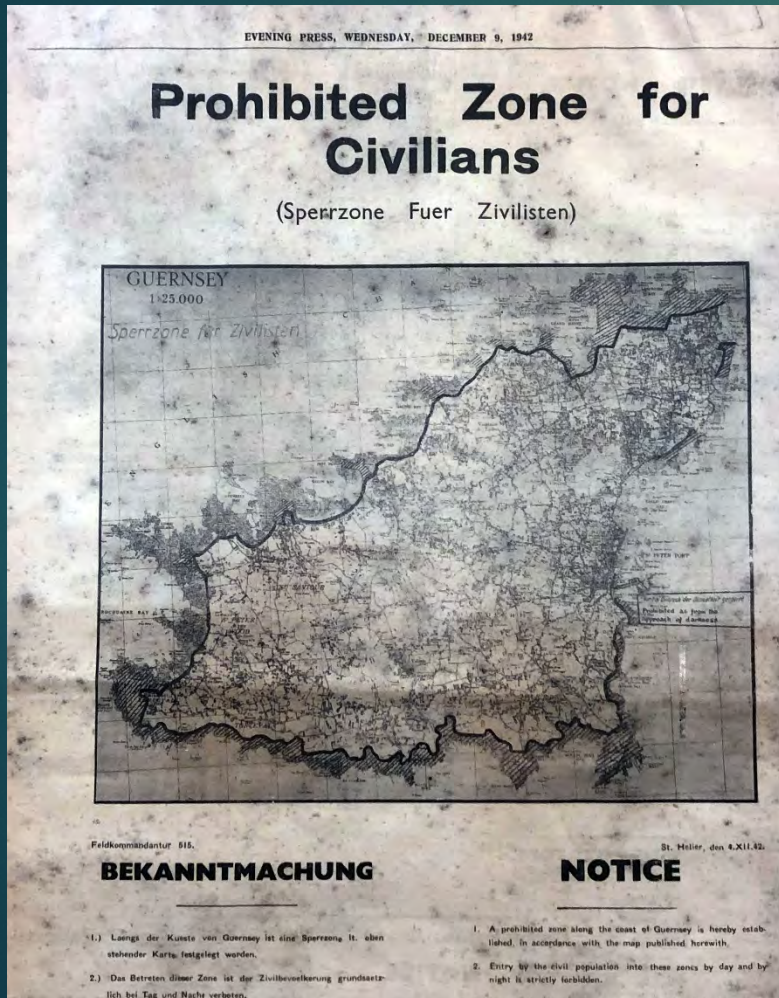 EVENING PRESS, WEDNESDAY, DECEMBER 9, 1942
Prohibited Zone for
Civilians
(Sperrzone Fuer Zivilisten)
GUERNSEY
1:25.000
Sperrzone für Zivilisten
Prohibited As from the
approach of darkness
Feldkommandantur 515.
St. Helier, den 4.XII.42.
BEKANNTMACHUNG
1.) Laengs der Kueste von Guernsey ist eine Sperrzone lt. oben
stehender Karte festgelegt worden.
2.) Das Betreten dieser Zone ist der Zivilbevoelkerung grundsaetz-
lich bei Tag und Nacht verboten.
NOTICE
1. A prohibited zone along the coast of Guernsey is hereby estab-
lished, in accordance with the map published herewith.
2. Entry by the civil population into these zones by day and by
night is strictly forbidden.